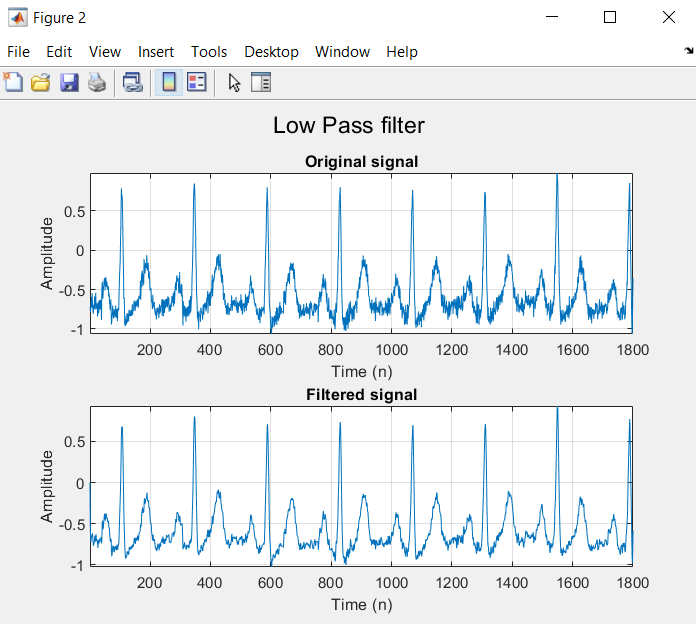 Figure 2
File Edit View Insert Tools Desktop Window Help
Low Pass filter
Original signal
Amplitude
0.5
0
-0.5
-1
200 400 600 800 1000 1200 1400 1600 1800
Time (n)
Filtered signal
Amplitude
0.5
0
-0.5
-1
200 400 600 800 1000 1200 1400 1600 1800
Time (n)